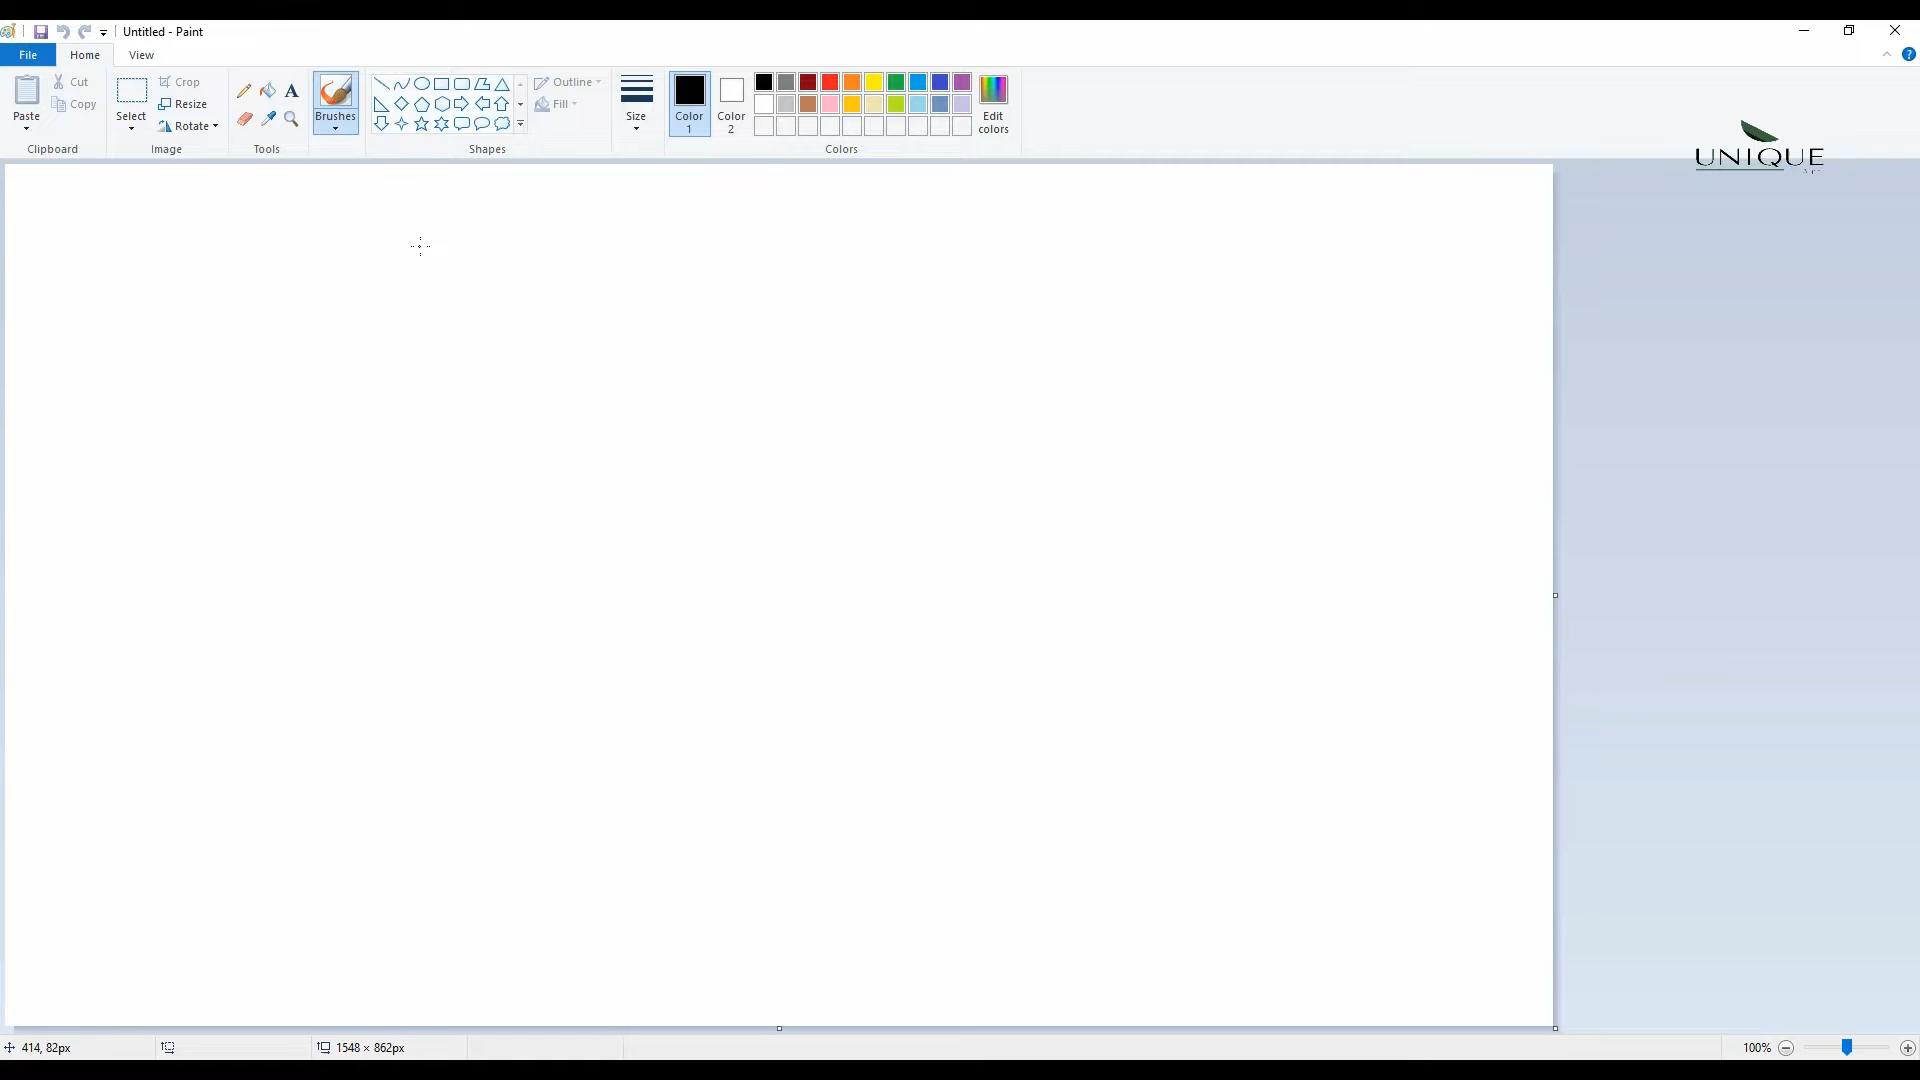 Untitled - Paint
File Home View
Paste
Cut
Copy
Clipboard
Select
Crop
Resize
Rotate
Image
A
Tools
Brushes
Shapes
Outline
Fill
Size
Color 1
Color 2
Edit colors
Colors
UNIQUE
414, 82px
1548 × 862px
100%